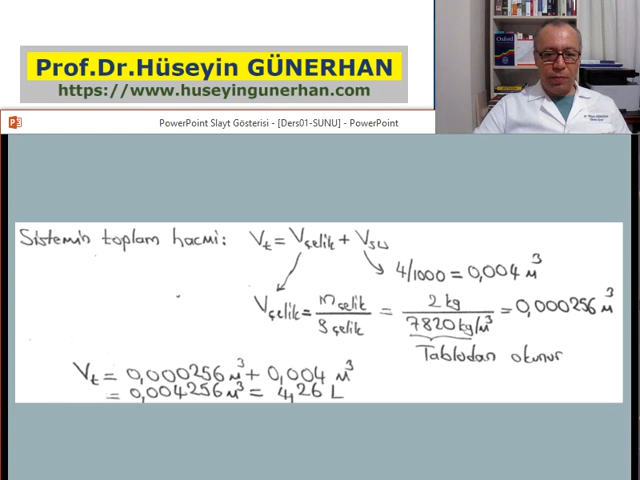 Prof.Dr.Hüseyin GÜNERHAN
https://www.huseyingunerhan.com
Oxford
PowerPoint Slayt Gösterisi - [Ders01-SUNU] - PowerPoint
Sistemin toplam hacmi: Vt = Vçelik + Vsu
4/1000 = 0,004 m³
Vçelik = mçelik / ρçelik = 2 kg / 7820 kg/m³ = 0,000256 m³
Tablodan okunur
Vt = 0,000256 m³ + 0,004 m³
= 0,004256 m³ = 4,26 L